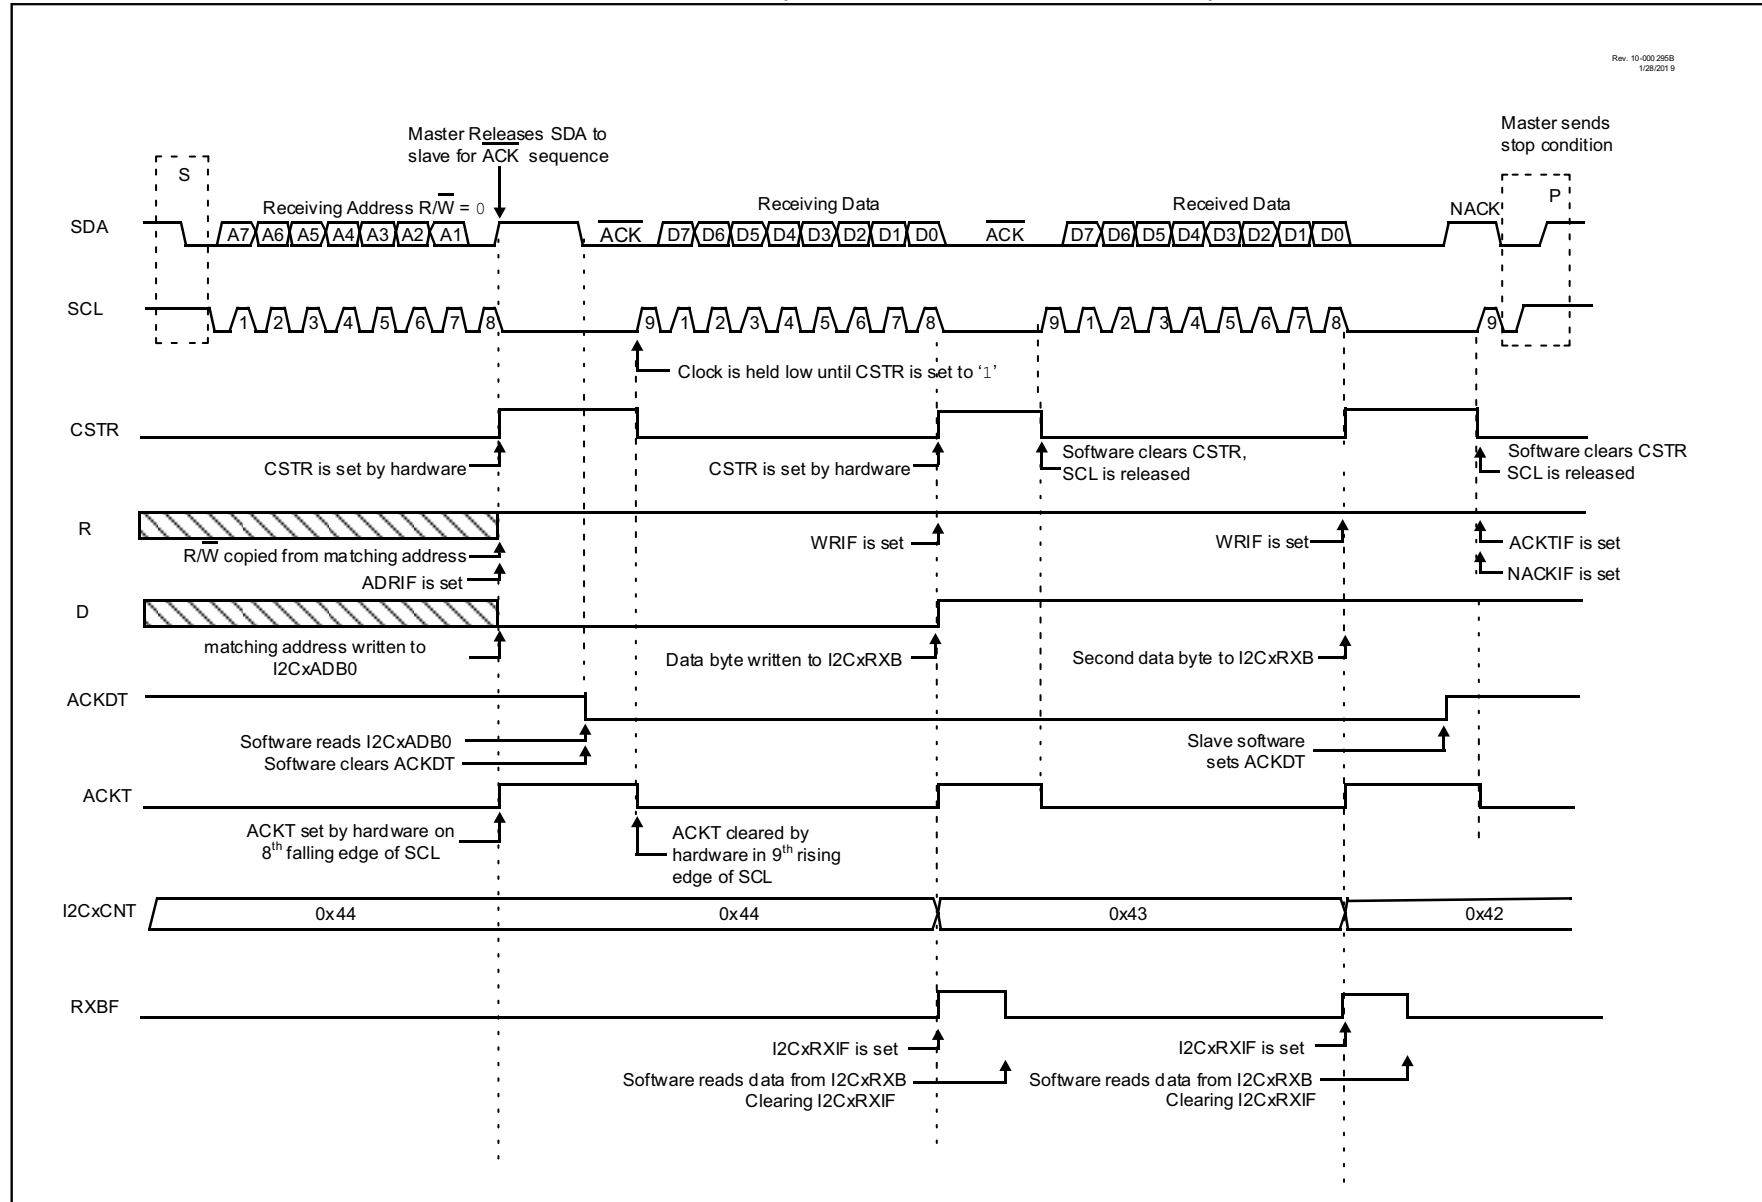 Rev. 10-000 295B
1/28/201 9
Master Releases SDA to
slave for ACK sequence
Master sends
stop condition
S
P
Receiving Address R/W = 0
Receiving Data
Received Data
NACK
SDA
A7 A6 A5 A4 A3 A2 A1
ACK
D7 D6 D5 D4 D3 D2 D1 D0
ACK
D7 D6 D5 D4 D3 D2 D1 D0
SCL
1 2 3 4 5 6 7 8
9 1 2 3 4 5 6 7 8
9 1 2 3 4 5 6 7 8
9
Clock is held low until CSTR is set to ‘1’
CSTR
CSTR is set by hardware
CSTR is set by hardware
Software clears CSTR,
SCL is released
Software clears CSTR
SCL is released
R
R/W copied from matching address
ADRIF is set
WRIF is set
WRIF is set
ACKTIF is set
NACKIF is set
D
matching address written to
I2CxADB0
Data byte written to I2CxRXB
Second data byte to I2CxRXB
ACKDT
Software reads I2CxADB0
Software clears ACKDT
Slave software
sets ACKDT
ACKT
ACKT set by hardware on
8th falling edge of SCL
ACKT cleared by
hardware in 9th rising
edge of SCL
I2CxCNT
0x44
0x44
0x43
0x42
RXBF
I2CxRXIF is set
Software reads data from I2CxRXB
Clearing I2CxRXIF
I2CxRXIF is set
Software reads data from I2CxRXB
Clearing I2CxRXIF